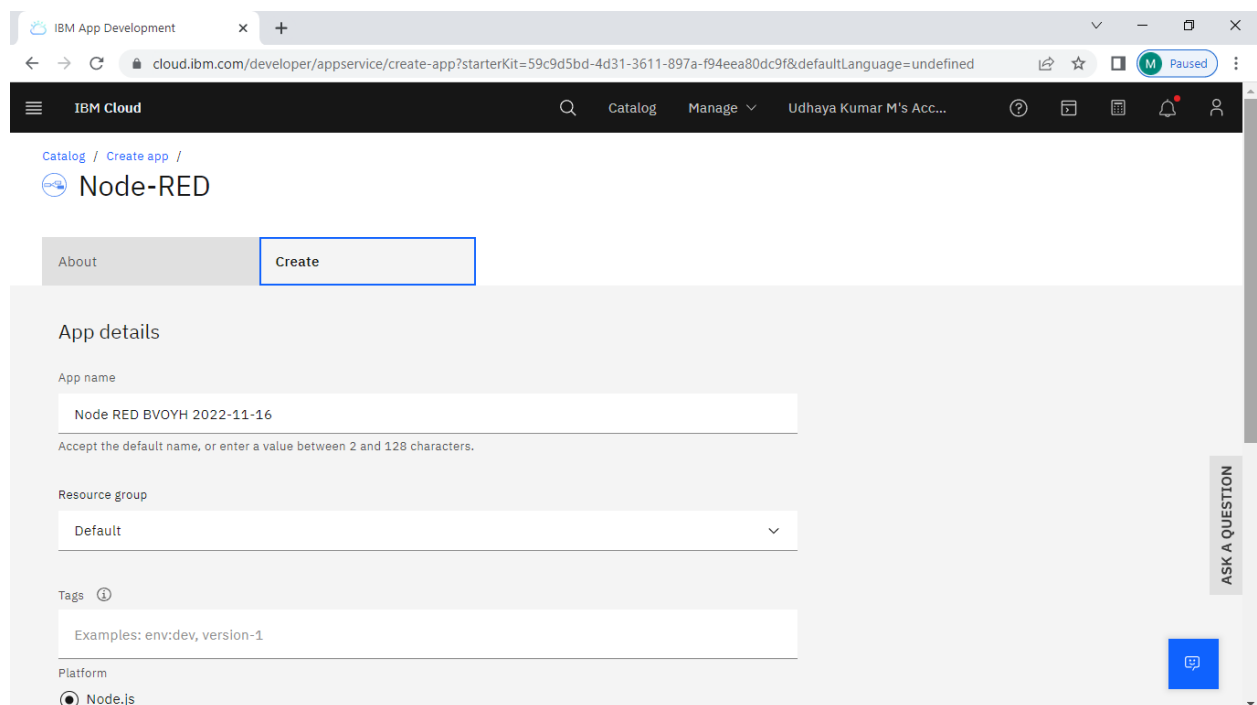 IBM App Development
cloud.ibm.com/developer/appservice/create-app?starterKit=59c9d5bd-4d31-3611-897a-f94eea80dc9f&defaultLanguage=undefined
M Paused
IBM Cloud
Catalog
Manage
Udhaya Kumar M's Acc...
Catalog / Create app /
Node-RED
About
Create
App details
App name
Node RED BVOYH 2022-11-16
Accept the default name, or enter a value between 2 and 128 characters.
Resource group
Default
Tags
Examples: env:dev, version-1
Platform
Node.js
ASK A QUESTION